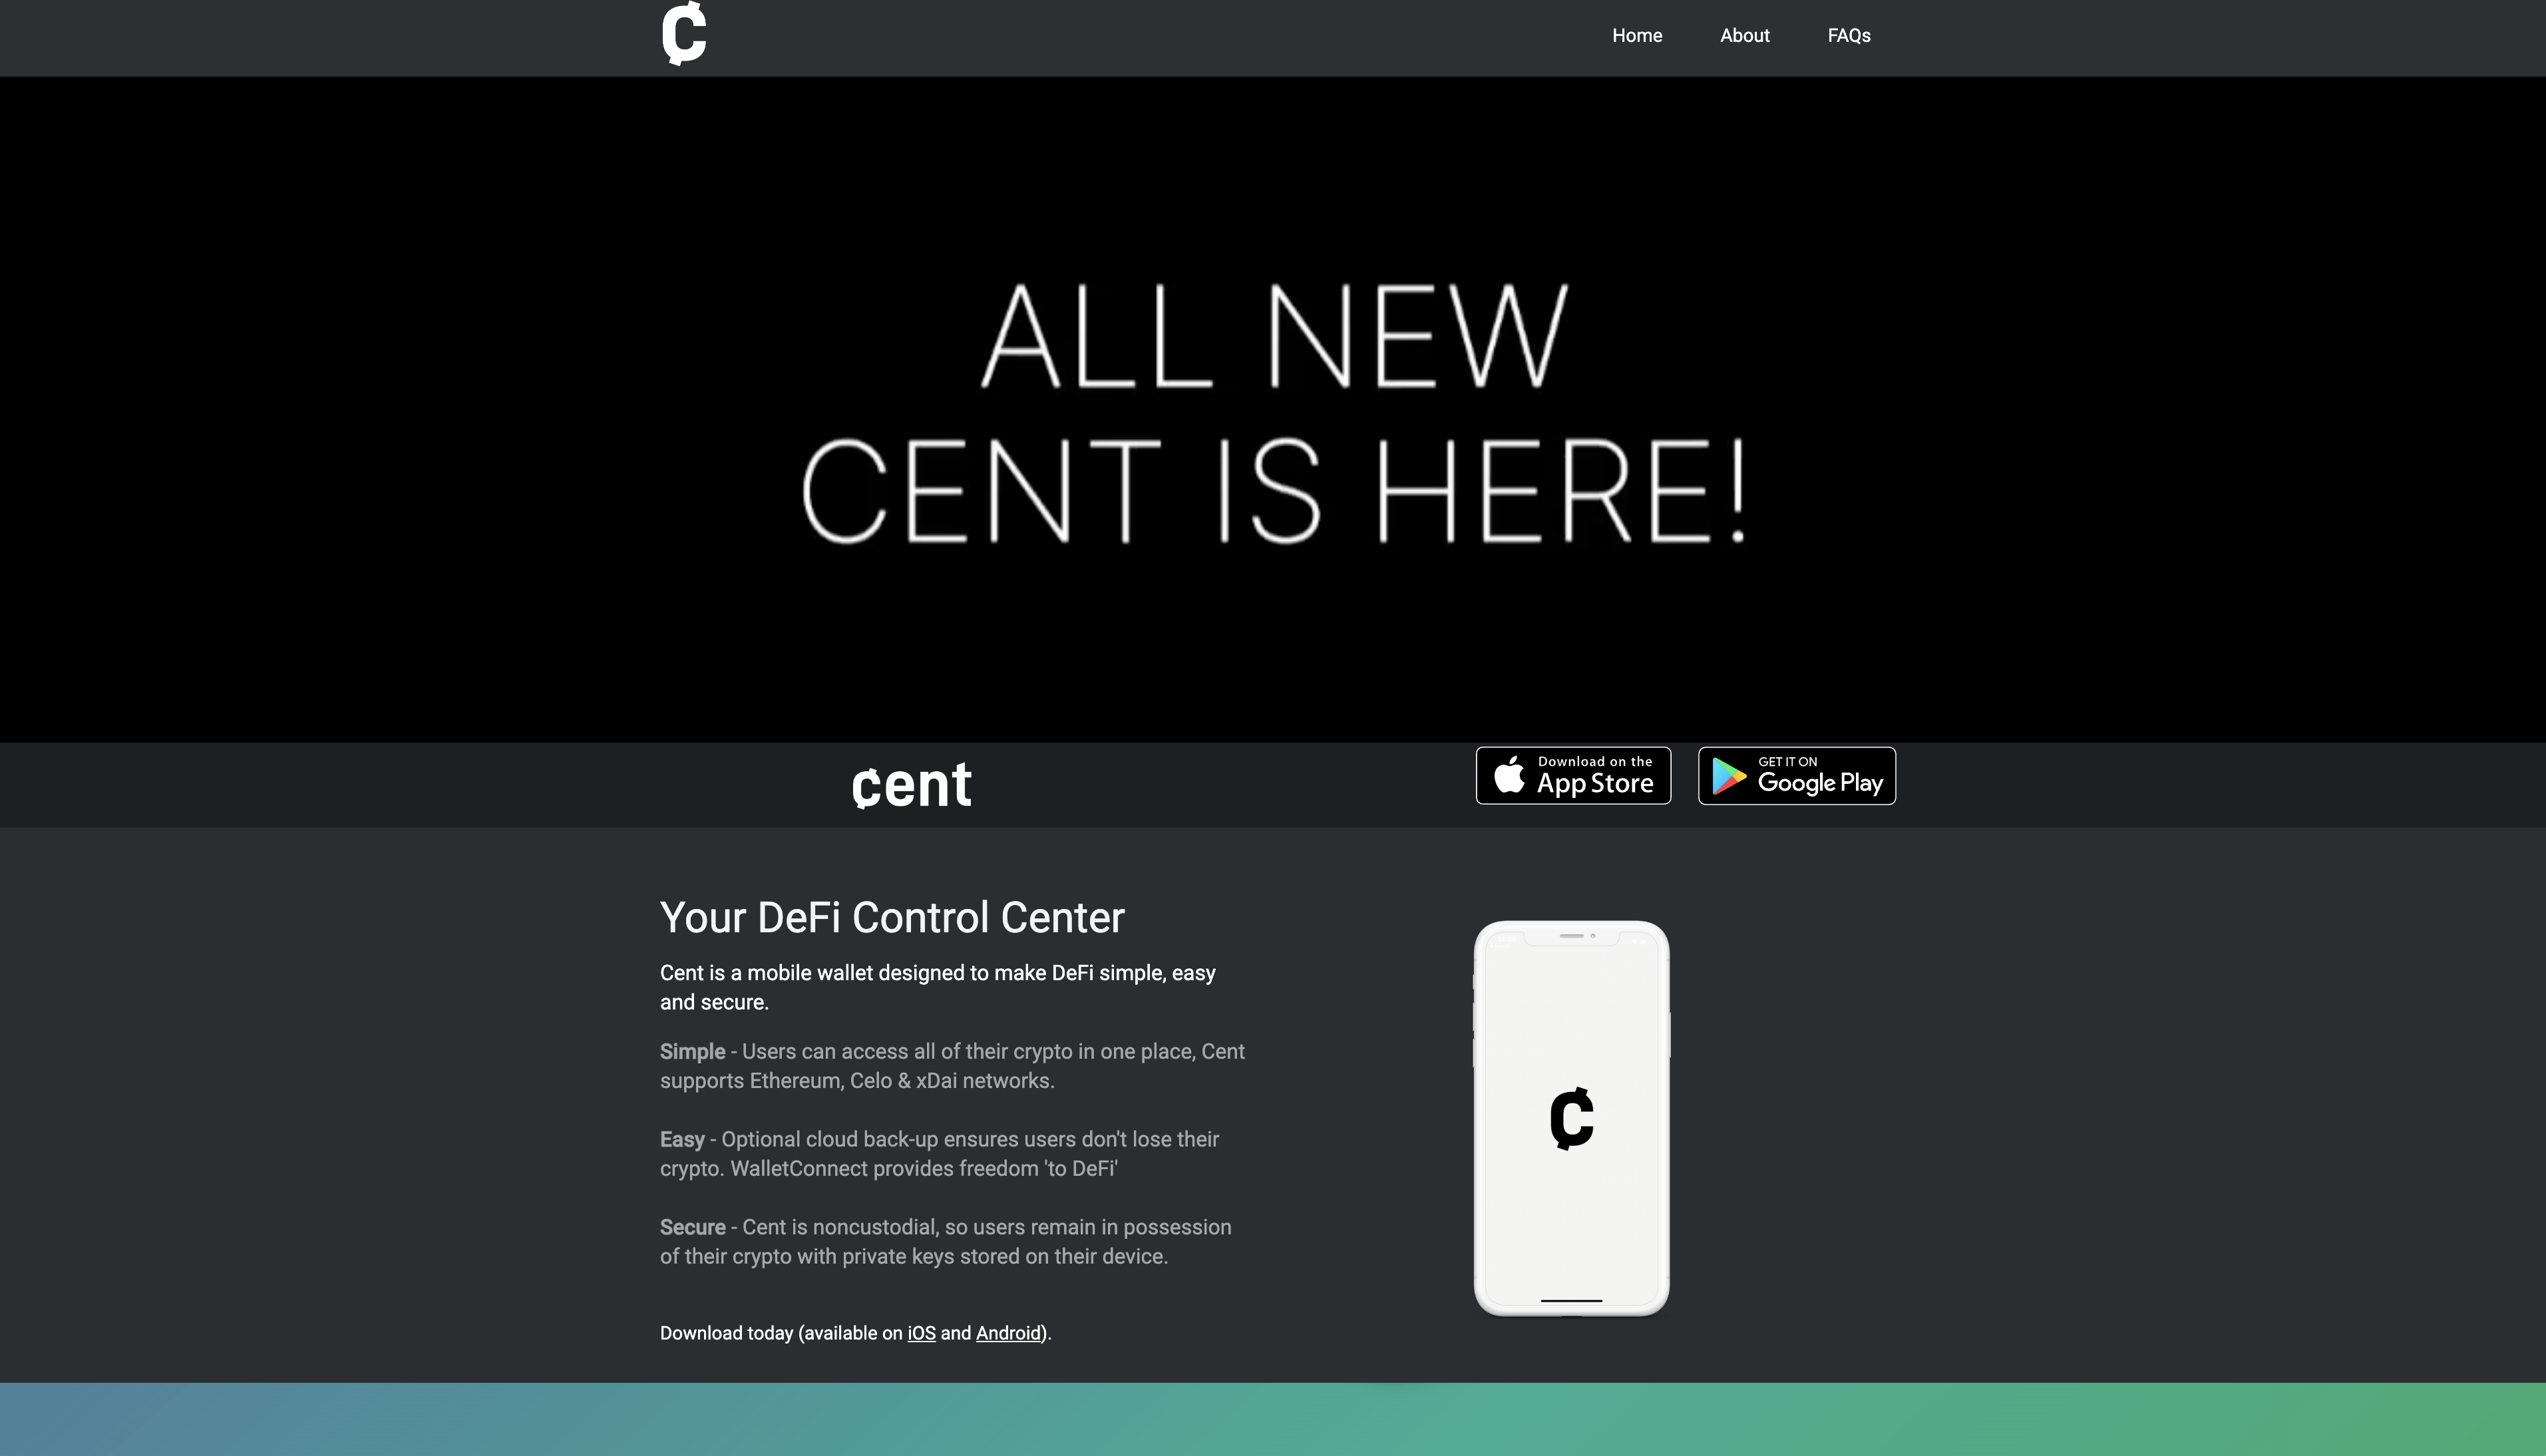 ¢
Home
About
FAQs
ALL NEW
CENT IS HERE!
¢ent
Download on the
App Store
GET IT ON
Google Play
Your DeFi Control Center
Cent is a mobile wallet designed to make DeFi simple, easy
and secure.
Simple - Users can access all of their crypto in one place, Cent
supports Ethereum, Celo & xDai networks.
Easy - Optional cloud back-up ensures users don't lose their
crypto. WalletConnect provides freedom 'to DeFi'
Secure - Cent is noncustodial, so users remain in possession
of their crypto with private keys stored on their device.
¢
Download today (available on iOS and Android).